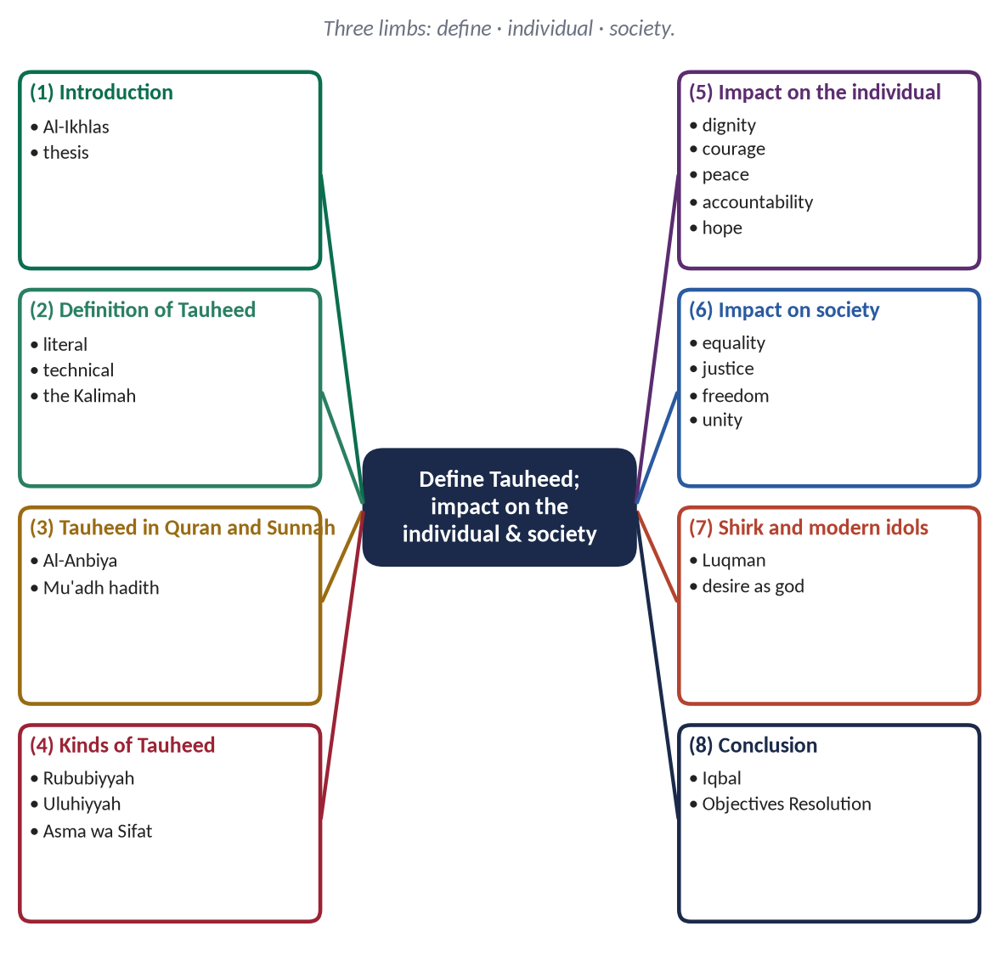 Three limbs: define · individual · society.
(1) Introduction
• Al-Ikhlas
• thesis
(2) Definition of Tauheed
• literal
• technical
• the Kalimah
(3) Tauheed in Quran and Sunnah
• Al-Anbiya
• Mu'adh hadith
(4) Kinds of Tauheed
• Rububiyyah
• Uluhiyyah
• Asma wa Sifat
Define Tauheed;
impact on the
individual & society
(5) Impact on the individual
• dignity
• courage
• peace
• accountability
• hope
(6) Impact on society
• equality
• justice
• freedom
• unity
(7) Shirk and modern idols
• Luqman
• desire as god
(8) Conclusion
• Iqbal
• Objectives Resolution